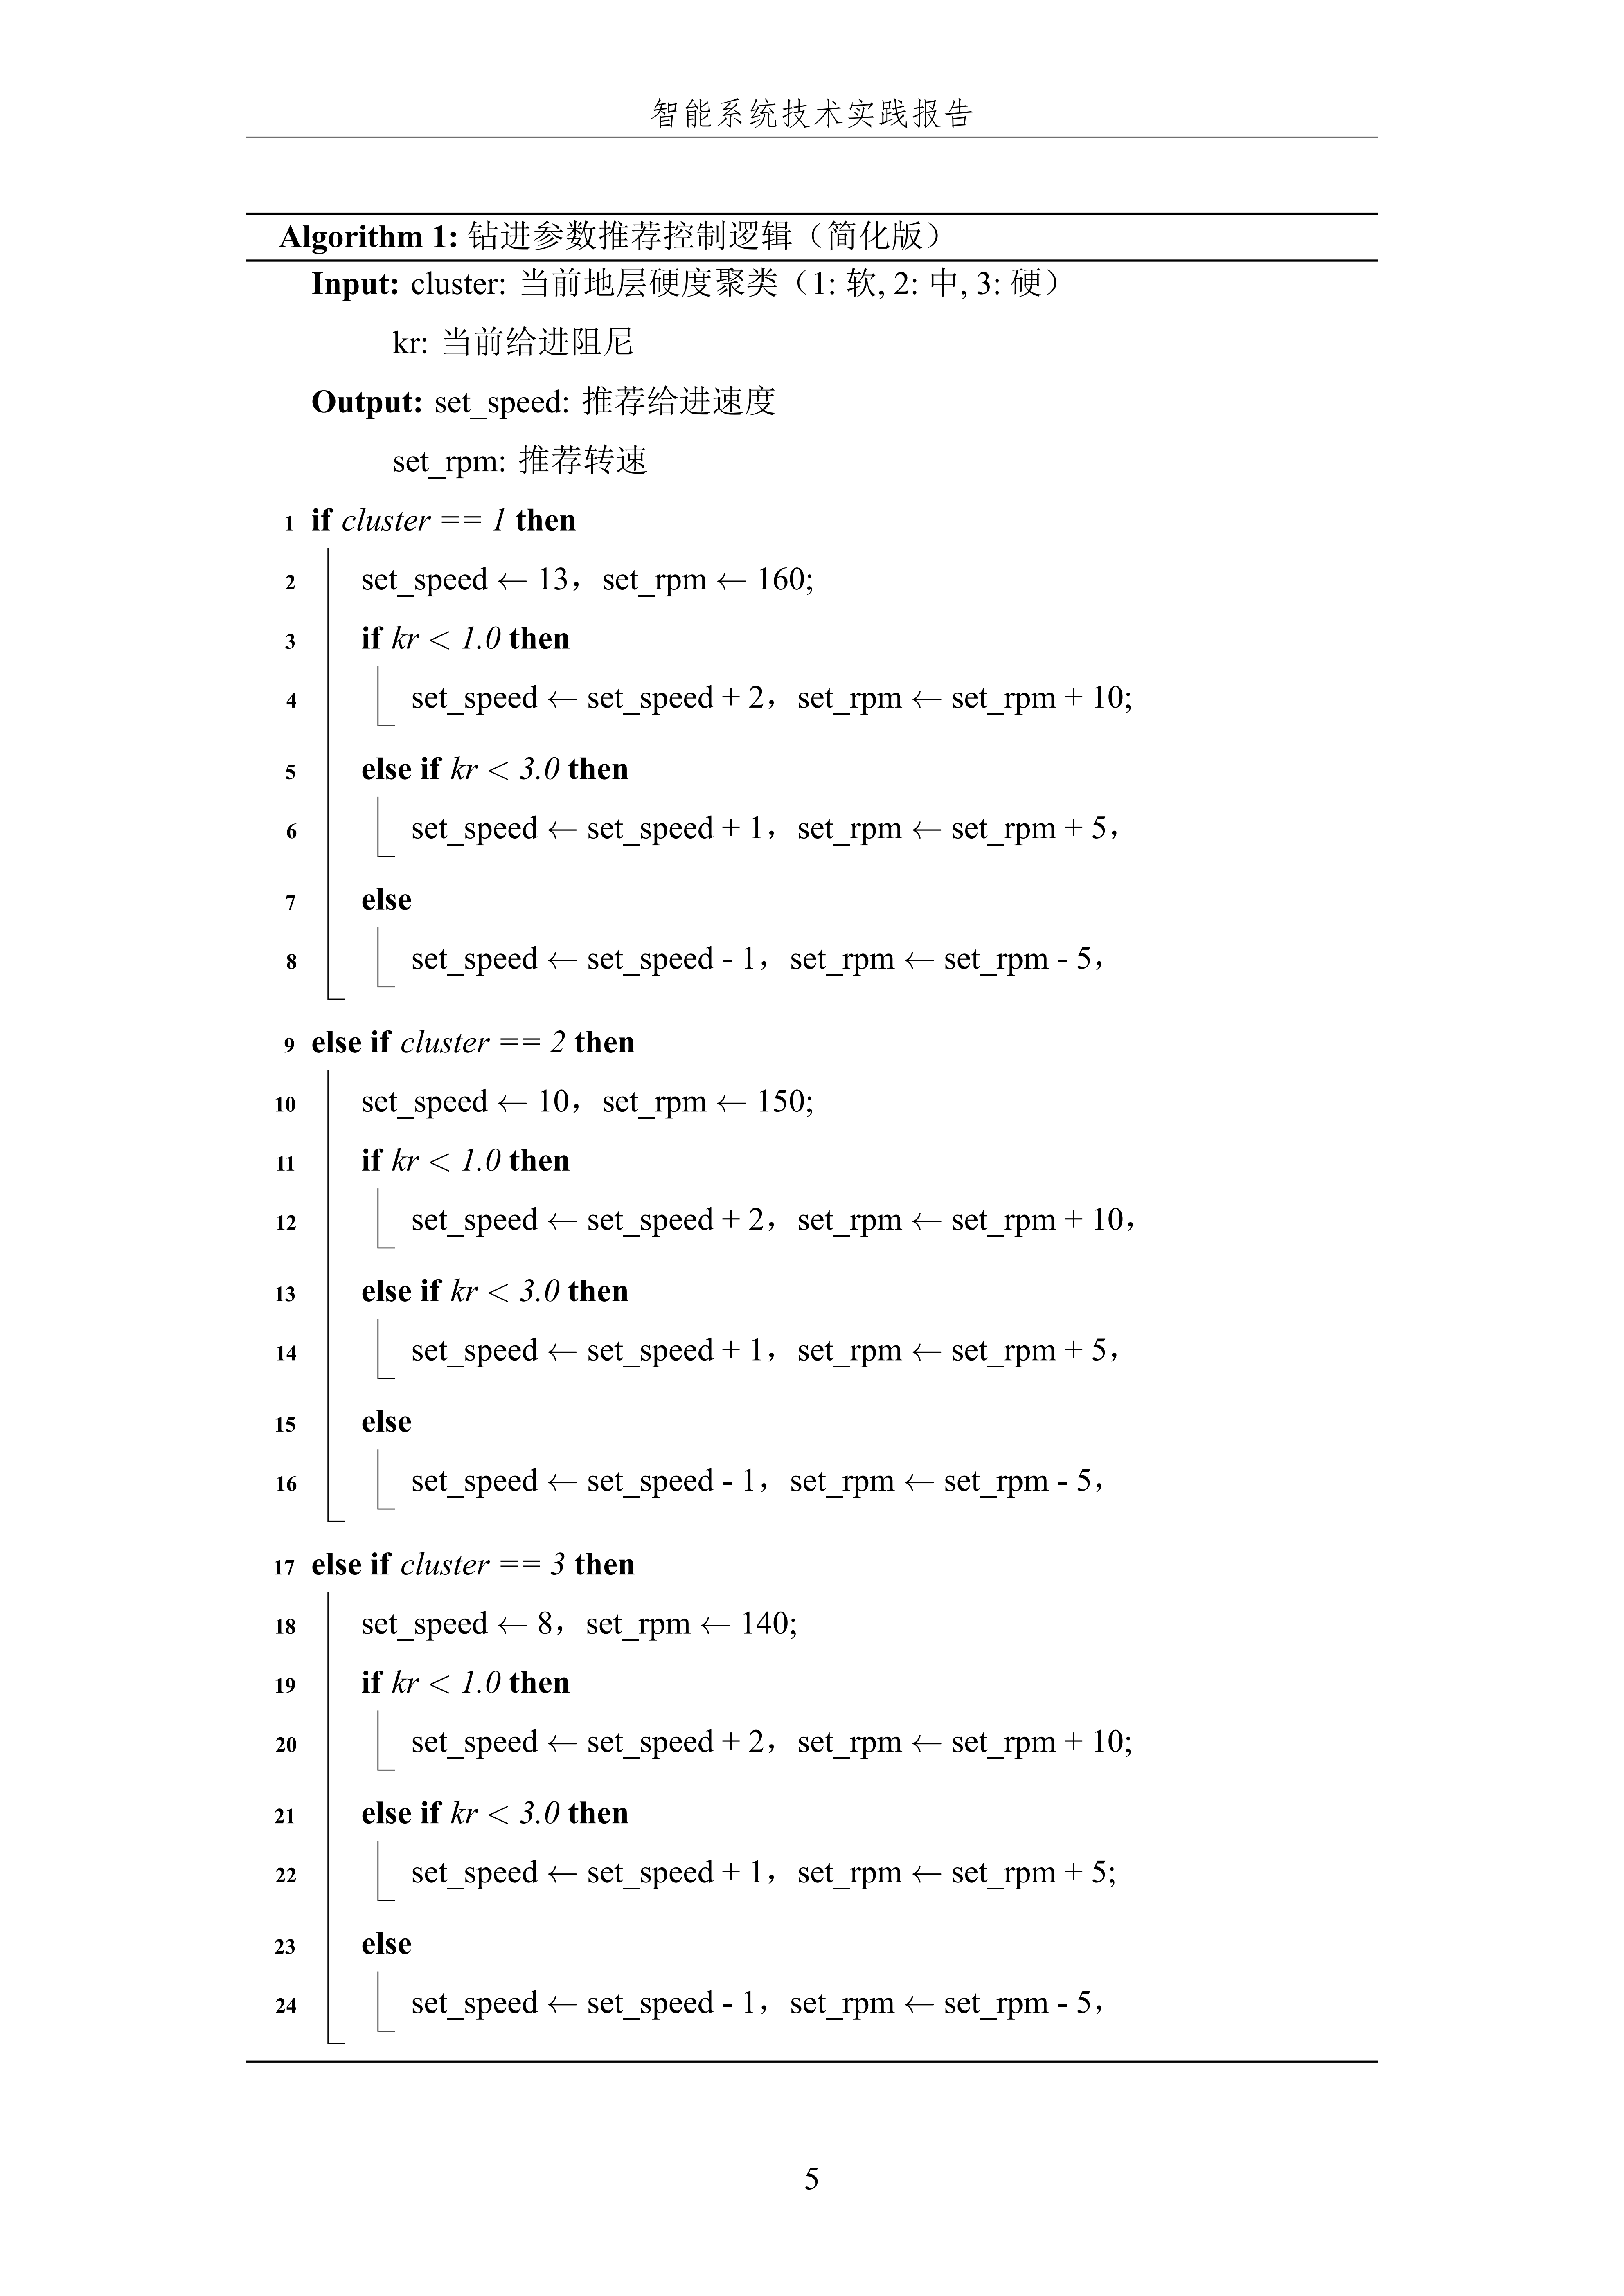 智能系统技术实践报告
Algorithm 1: 钻进参数推荐控制逻辑（简化版）
Input: cluster: 当前地层硬度聚类（1: 软, 2: 中, 3: 硬）
kr: 当前给进阻尼
Output: set_speed: 推荐给进速度
set_rpm: 推荐转速
1 if cluster == 1 then
2 set_speed ← 13，set_rpm ← 160;
3 if kr < 1.0 then
4 set_speed ← set_speed + 2，set_rpm ← set_rpm + 10;
5 else if kr < 3.0 then
6 set_speed ← set_speed + 1，set_rpm ← set_rpm + 5，
7 else
8 set_speed ← set_speed - 1，set_rpm ← set_rpm - 5，
9 else if cluster == 2 then
10 set_speed ← 10，set_rpm ← 150;
11 if kr < 1.0 then
12 set_speed ← set_speed + 2，set_rpm ← set_rpm + 10，
13 else if kr < 3.0 then
14 set_speed ← set_speed + 1，set_rpm ← set_rpm + 5，
15 else
16 set_speed ← set_speed - 1，set_rpm ← set_rpm - 5，
17 else if cluster == 3 then
18 set_speed ← 8，set_rpm ← 140;
19 if kr < 1.0 then
20 set_speed ← set_speed + 2，set_rpm ← set_rpm + 10;
21 else if kr < 3.0 then
22 set_speed ← set_speed + 1，set_rpm ← set_rpm + 5;
23 else
24 set_speed ← set_speed - 1，set_rpm ← set_rpm - 5，
5